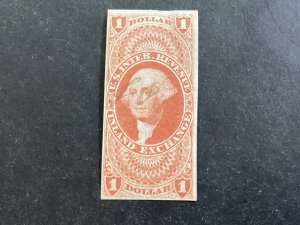 1 DOLLAR 1
U.S. INTER. REVENUE
INLAND EXCHANGE
1 DOLLAR 1